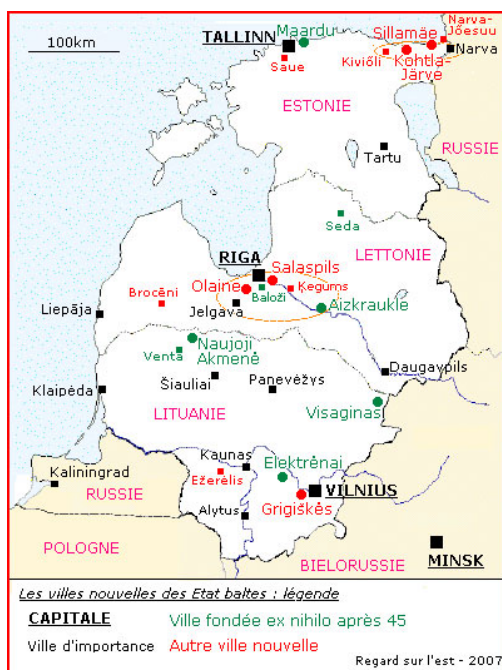 Narva-
Jõesuu
Maardu
TALLINN
Sillamäe
100km
Narva
Saue
Kiviõli
Kohtla-
Järve
ESTONIE
RUSSIE
Tartu
Seda
RIGA
LETTONIE
Salaspils
Olaine
Ķegums
Baloži
Brocēni
Aizkraukle
Jelgava
Liepāja
Naujoji
Akmenė
Venta
Daugavpils
Šiauliai
Panevėžys
Klaipėda
LITUANIE
Visaginas
Kaunas
Elektrėnai
Kaliningrad
Ežerėlis
VILNIUS
RUSSIE
Grigiškės
Alytus
POLOGNE
MINSK
BIELORUSSIE
Les villes nouvelles des Etat baltes : légende
CAPITALE
Ville fondée ex nihilo après 45
Ville d'importance
Autre ville nouvelle
Regard sur l'est - 2007